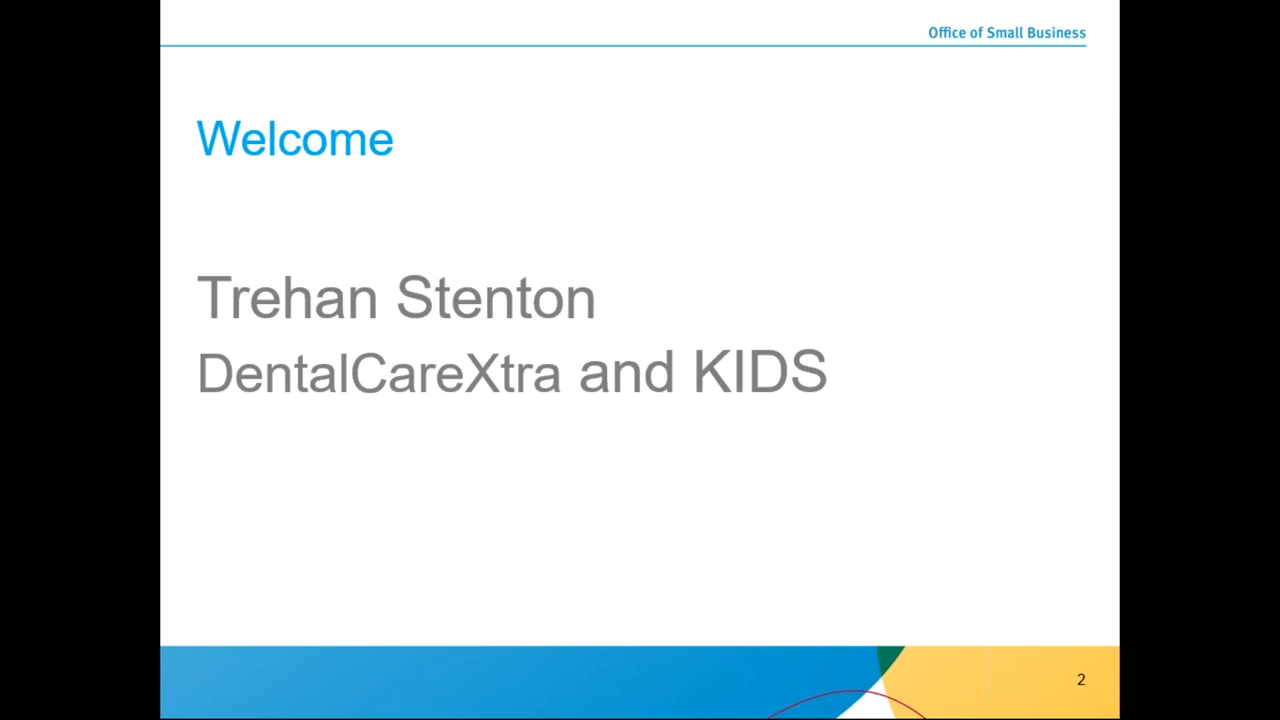 Office of Small Business
Welcome
Trehan Stenton
DentalCareXtra and KIDS
2